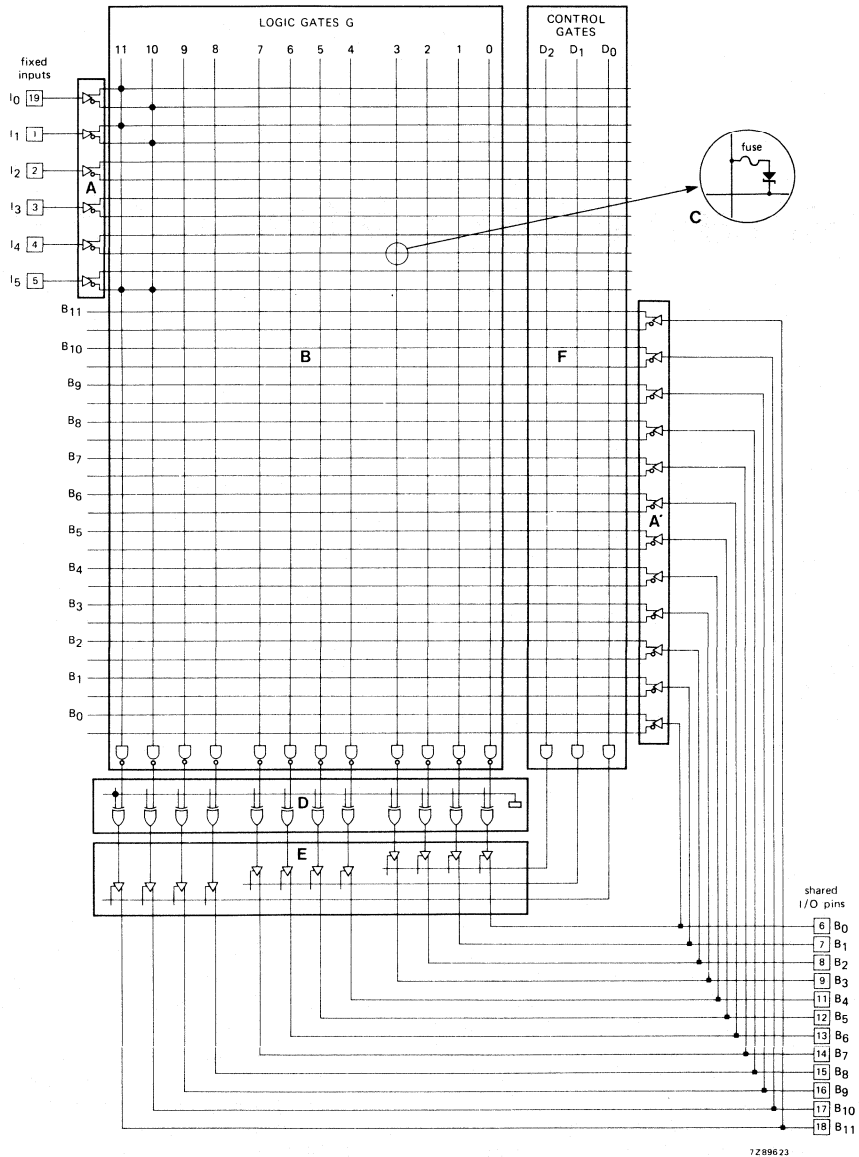 LOGIC GATES G
CONTROL
GATES
11 10 9 8 7 6 5 4 3 2 1 0
D2 D1 D0
fixed
inputs
I0 19
I1 1
I2 2
A
I3 3
I4 4
I5 5
fuse
C
B11
B10
B
F
B9
B8
B7
B6
A'
B5
B4
B3
B2
B1
B0
D
E
shared
I/O pins
6 B0
7 B1
8 B2
9 B3
11 B4
12 B5
13 B6
14 B7
15 B8
16 B9
17 B10
18 B11
7Z89623